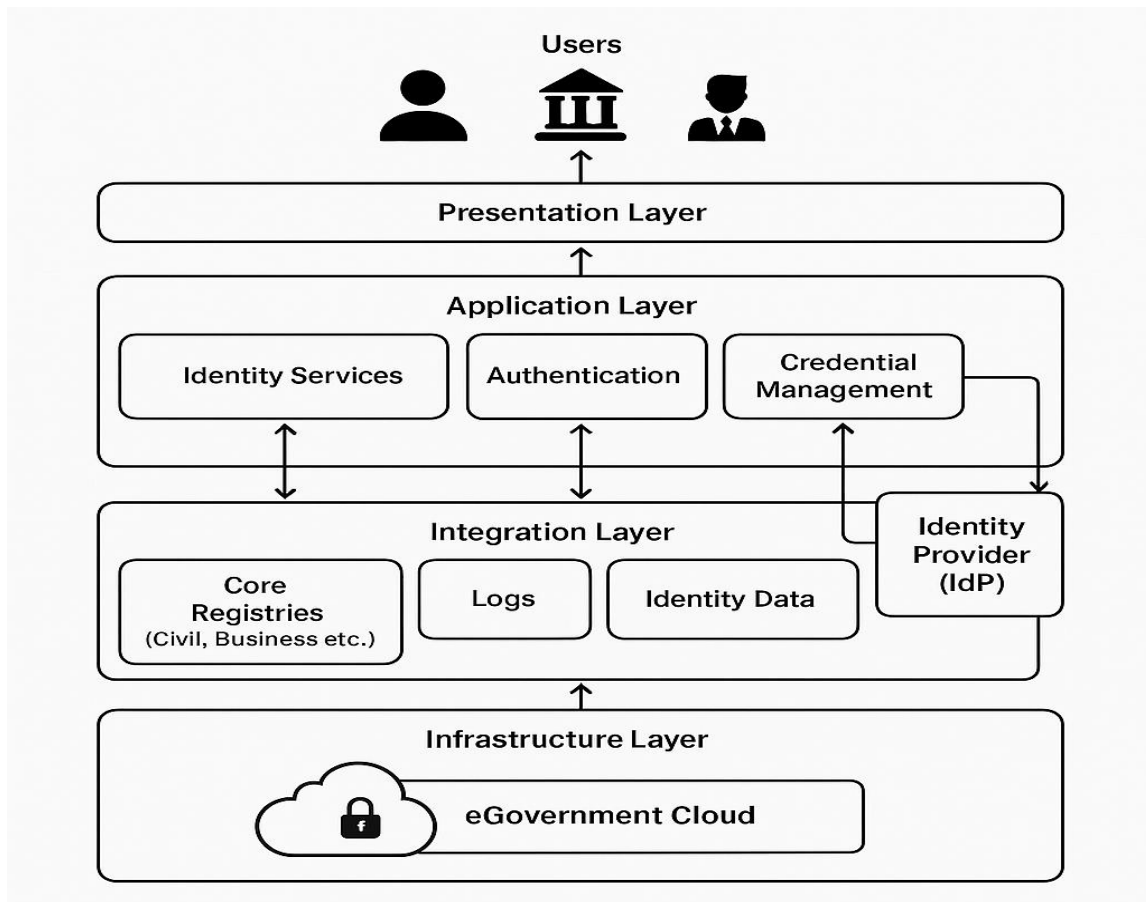 Users
Presentation Layer
Application Layer
Identity Services
Authentication
Credential
Management
Integration Layer
Identity
Provider
(IdP)
Core
Registries
(Civil, Business etc.)
Logs
Identity Data
Infrastructure Layer
f
eGovernment Cloud